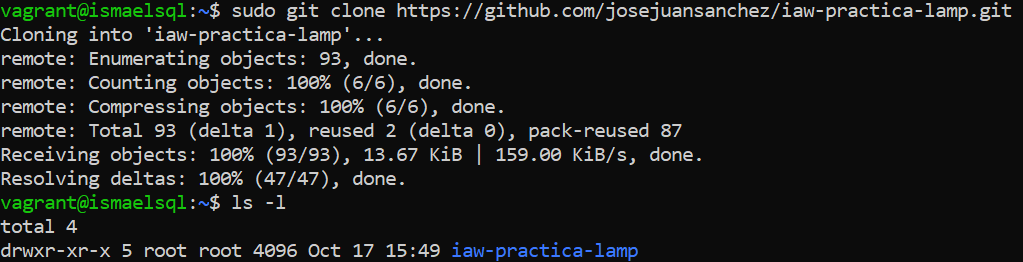 vagrant@ismaelsql:~$ sudo git clone https://github.com/josejuansanchez/iaw-practica-lamp.git
Cloning into 'iaw-practica-lamp'...
remote: Enumerating objects: 93, done.
remote: Counting objects: 100% (6/6), done.
remote: Compressing objects: 100% (6/6), done.
remote: Total 93 (delta 1), reused 2 (delta 0), pack-reused 87
Receiving objects: 100% (93/93), 13.67 KiB | 159.00 KiB/s, done.
Resolving deltas: 100% (47/47), done.
vagrant@ismaelsql:~$ ls -l
total 4
drwxr-xr-x 5 root root 4096 Oct 17 15:49 iaw-practica-lamp